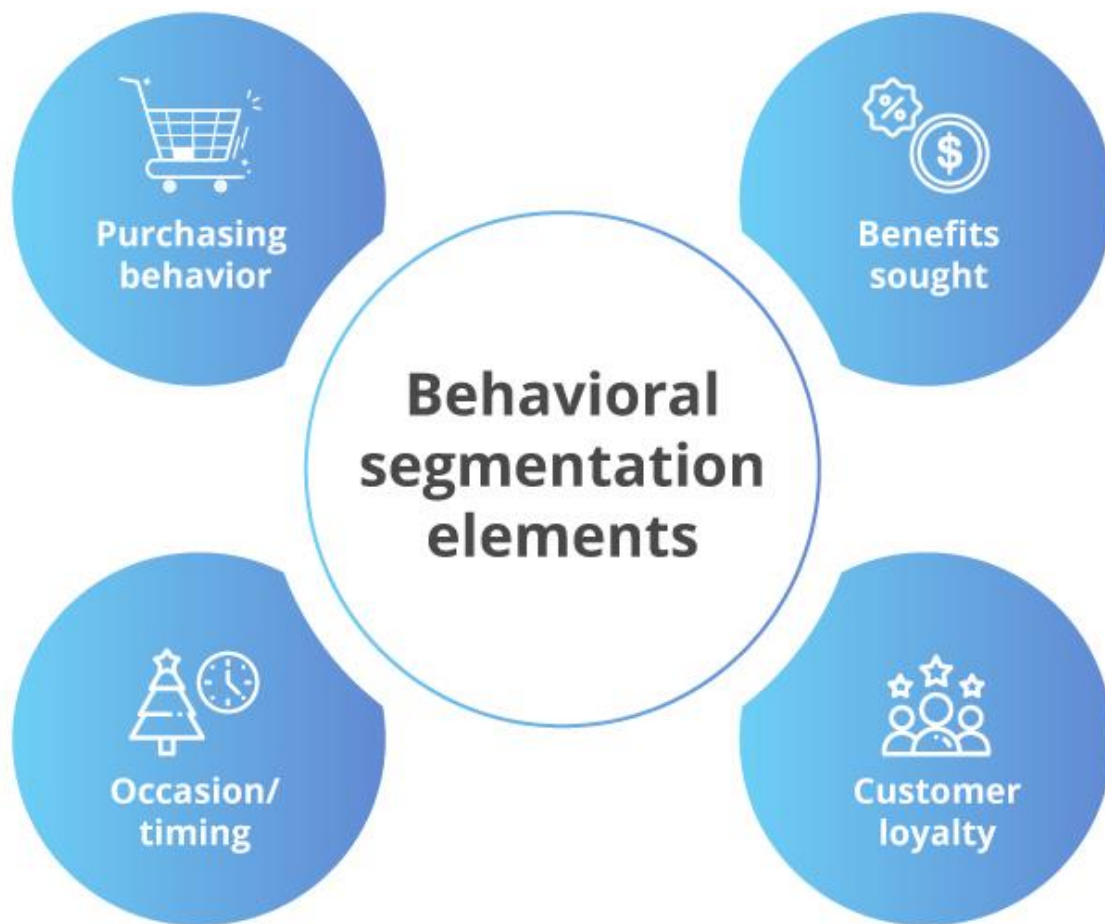 Purchasing
behavior
%
$
Benefits
sought
Behavioral
segmentation
elements
Occasion/
timing
Customer
loyalty